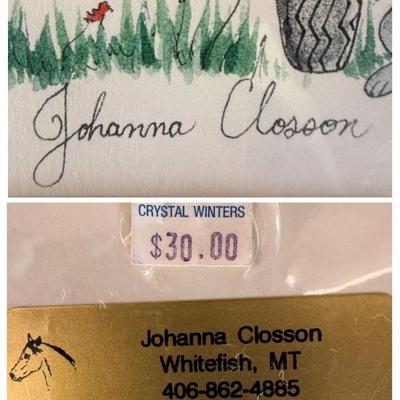 Johanna Closson
CRYSTAL WINTERS
$30.00
Johanna Closson
Whitefish, MT
406-862-4885